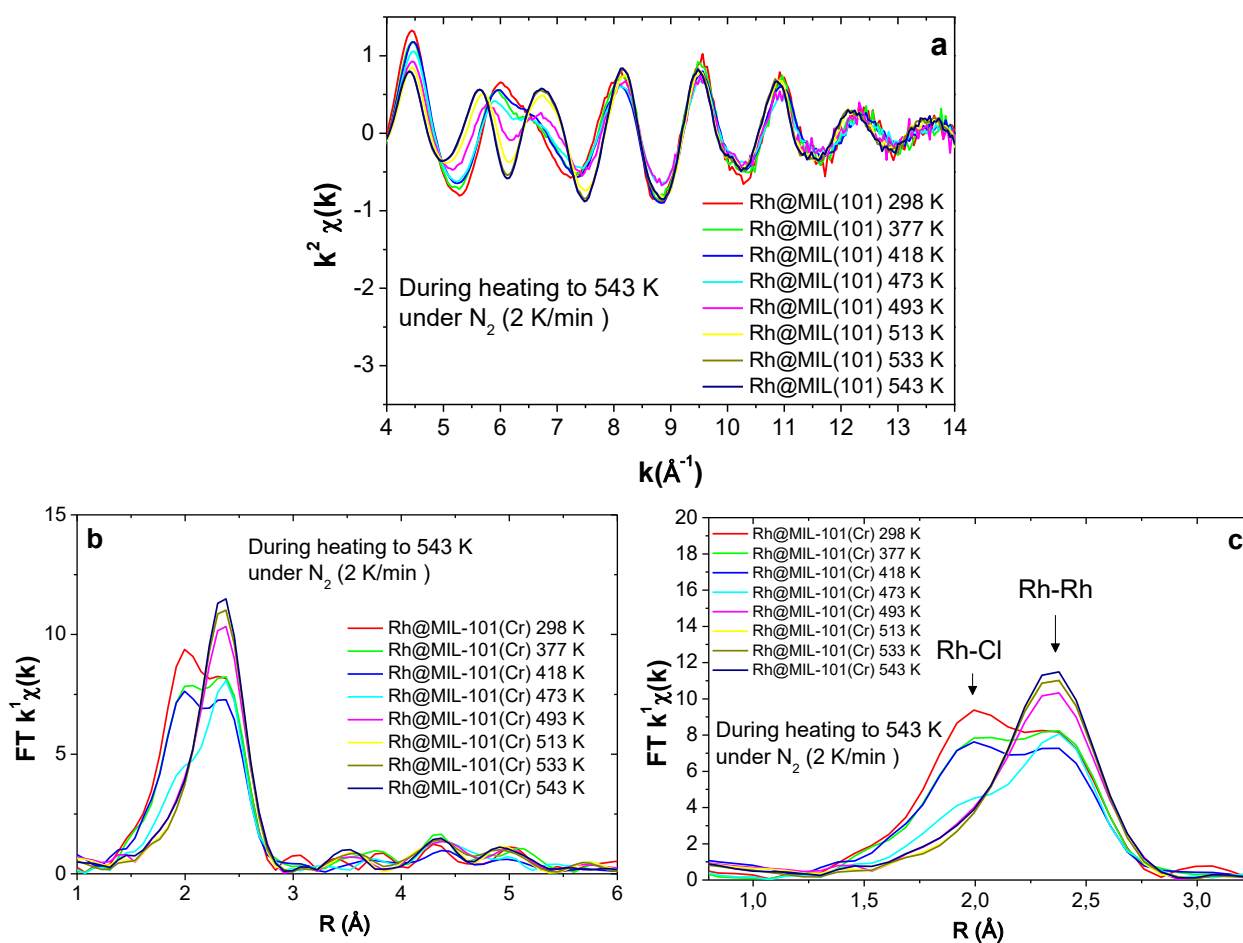 a
k² χ(k)
1
0
-1
-2
-3
During heating to 543 K
under N₂ (2 K/min )
Rh@MIL(101) 298 K
Rh@MIL(101) 377 K
Rh@MIL(101) 418 K
Rh@MIL(101) 473 K
Rh@MIL(101) 493 K
Rh@MIL(101) 513 K
Rh@MIL(101) 533 K
Rh@MIL(101) 543 K
4 5 6 7 8 9 10 11 12 13 14
k(Å⁻¹)
b
FT k¹χ(k)
15
10
5
0
During heating to 543 K
under N₂ (2 K/min )
Rh@MIL-101(Cr) 298 K
Rh@MIL-101(Cr) 377 K
Rh@MIL-101(Cr) 418 K
Rh@MIL-101(Cr) 473 K
Rh@MIL-101(Cr) 493 K
Rh@MIL-101(Cr) 513 K
Rh@MIL-101(Cr) 533 K
Rh@MIL-101(Cr) 543 K
1 2 3 4 5 6
R (Å)
c
FT k¹χ(k)
20
18
16
14
12
10
8
6
4
2
0
Rh@MIL-101(Cr) 298 K
Rh@MIL-101(Cr) 377 K
Rh@MIL-101(Cr) 418 K
Rh@MIL-101(Cr) 473 K
Rh@MIL-101(Cr) 493 K
Rh@MIL-101(Cr) 513 K
Rh@MIL-101(Cr) 533 K
Rh@MIL-101(Cr) 543 K
Rh-Rh
Rh-Cl
During heating to 543 K
under N₂ (2 K/min )
1,0 1,5 2,0 2,5 3,0
R (Å)